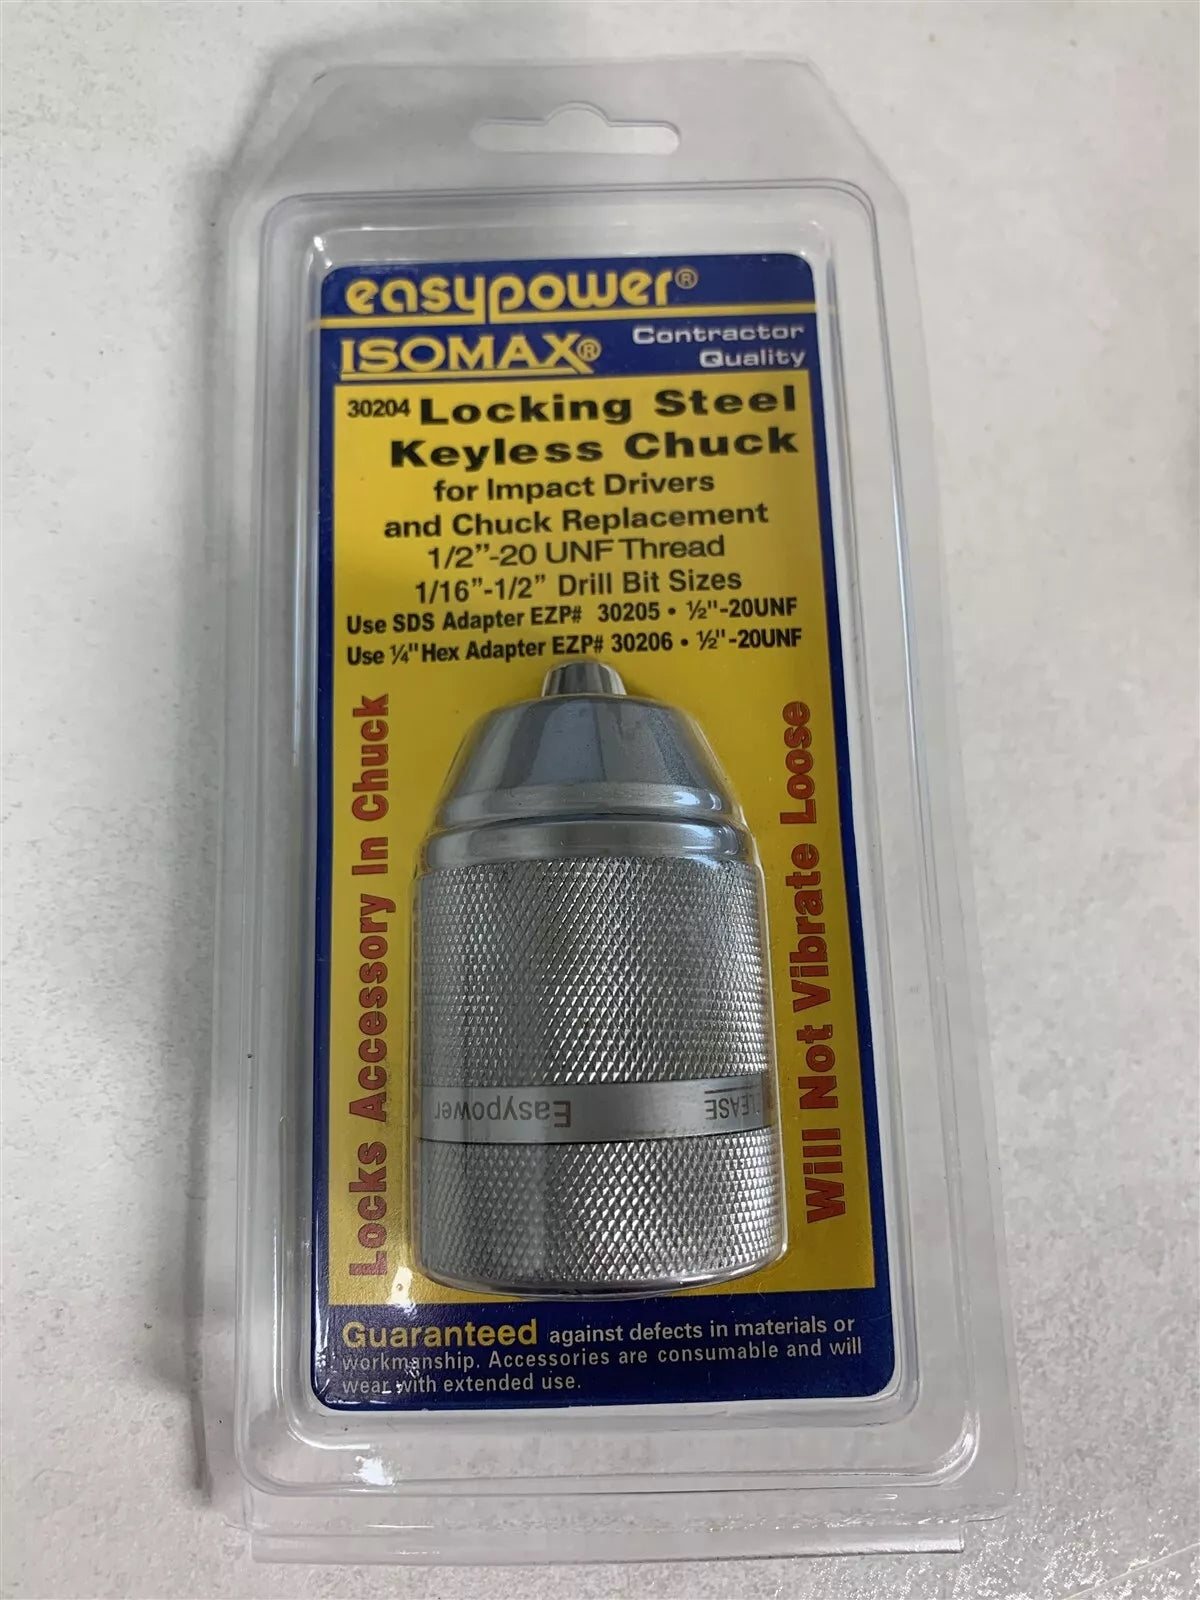 easypower®
ISOMAX®
Contractor
Quality
30204 Locking Steel
Keyless Chuck
for Impact Drivers
and Chuck Replacement
1/2”-20 UNF Thread
1/16”-1/2” Drill Bit Sizes
Use SDS Adapter EZP# 30205 • ½"-20UNF
Use ¼" Hex Adapter EZP# 30206 • ½"-20UNF
Locks Accessory In Chuck
Will Not Vibrate Loose
Easypower
Guaranteed against defects in materials or
workmanship. Accessories are consumable and will
wear with extended use.